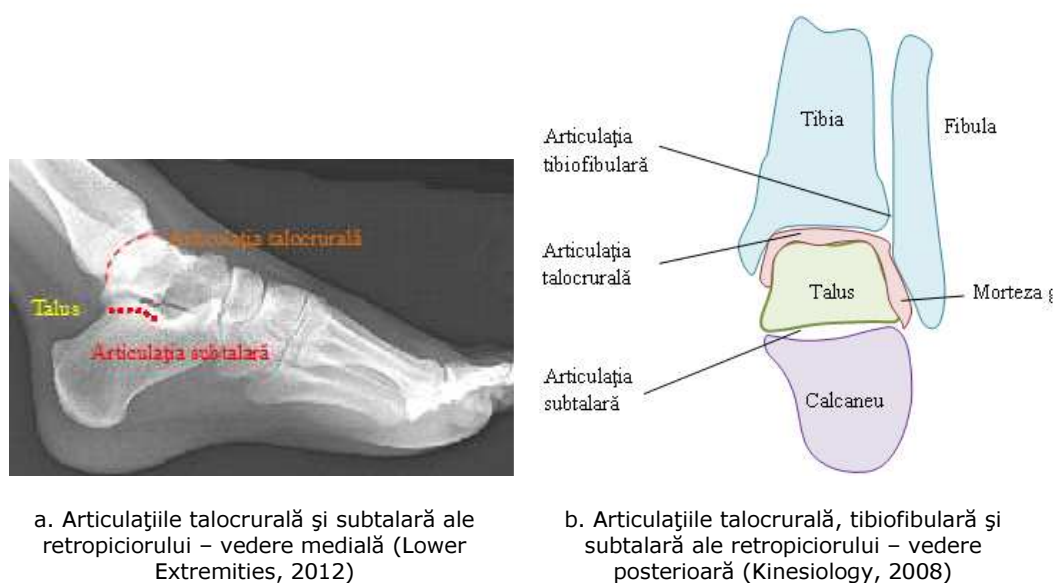 Articulaţia talocrurală
Talus
Articulaţia subtalară
Tibia
Fibula
Articulaţia
tibiofibulară
Articulaţia
talocrurală
Talus
Morteza g
Articulaţia
subtalară
Calcaneu
a. Articulaţiile talocrurală şi subtalară ale
retropiciorului – vedere medială (Lower
Extremities, 2012)
b. Articulaţiile talocrurală, tibiofibulară şi
subtalară ale retropiciorului – vedere
posterioară (Kinesiology, 2008)